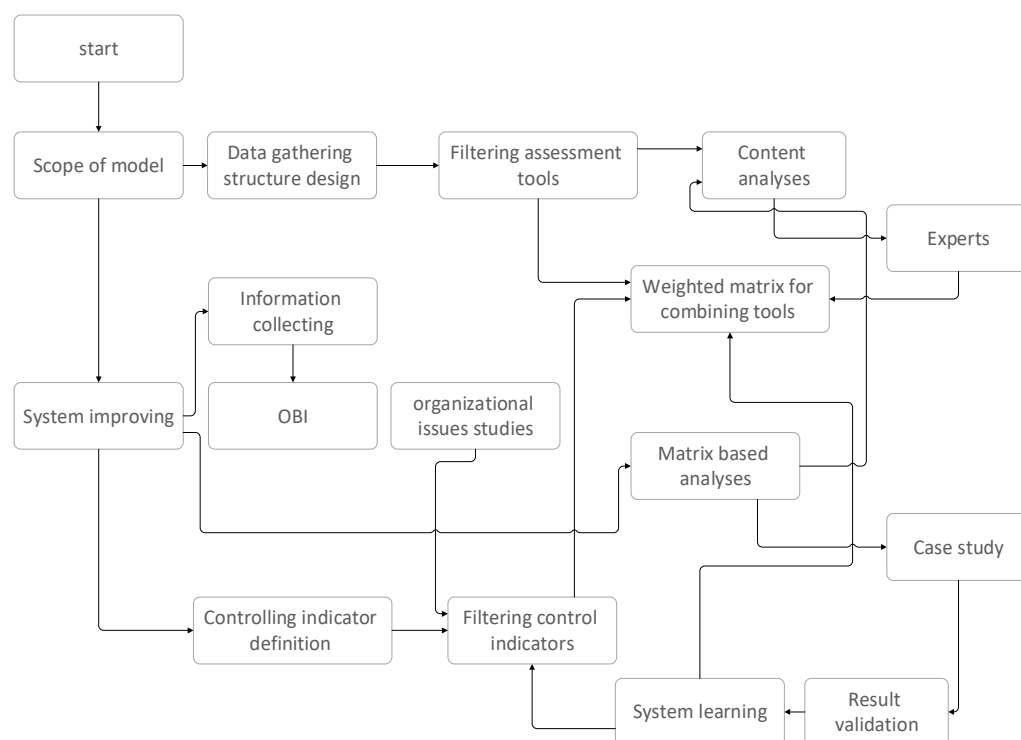 start
Scope of model
Data gathering
structure design
Filtering assessment
tools
Content
analyses
Experts
Information
collecting
Weighted matrix for
combining tools
System improving
OBI
organizational
issues studies
Matrix based
analyses
Case study
Controlling indicator
definition
Filtering control
indicators
System learning
Result
validation